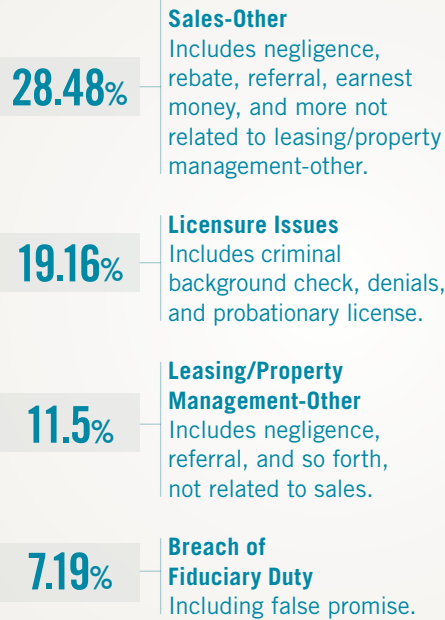 28.48%
Sales-Other
Includes negligence,
rebate, referral, earnest
money, and more not
related to leasing/property
management-other.
19.16%
Licensure Issues
Includes criminal
background check, denials,
and probationary license.
11.5%
Leasing/Property
Management-Other
Includes negligence,
referral, and so forth,
not related to sales.
7.19%
Breach of
Fiduciary Duty
Including false promise.